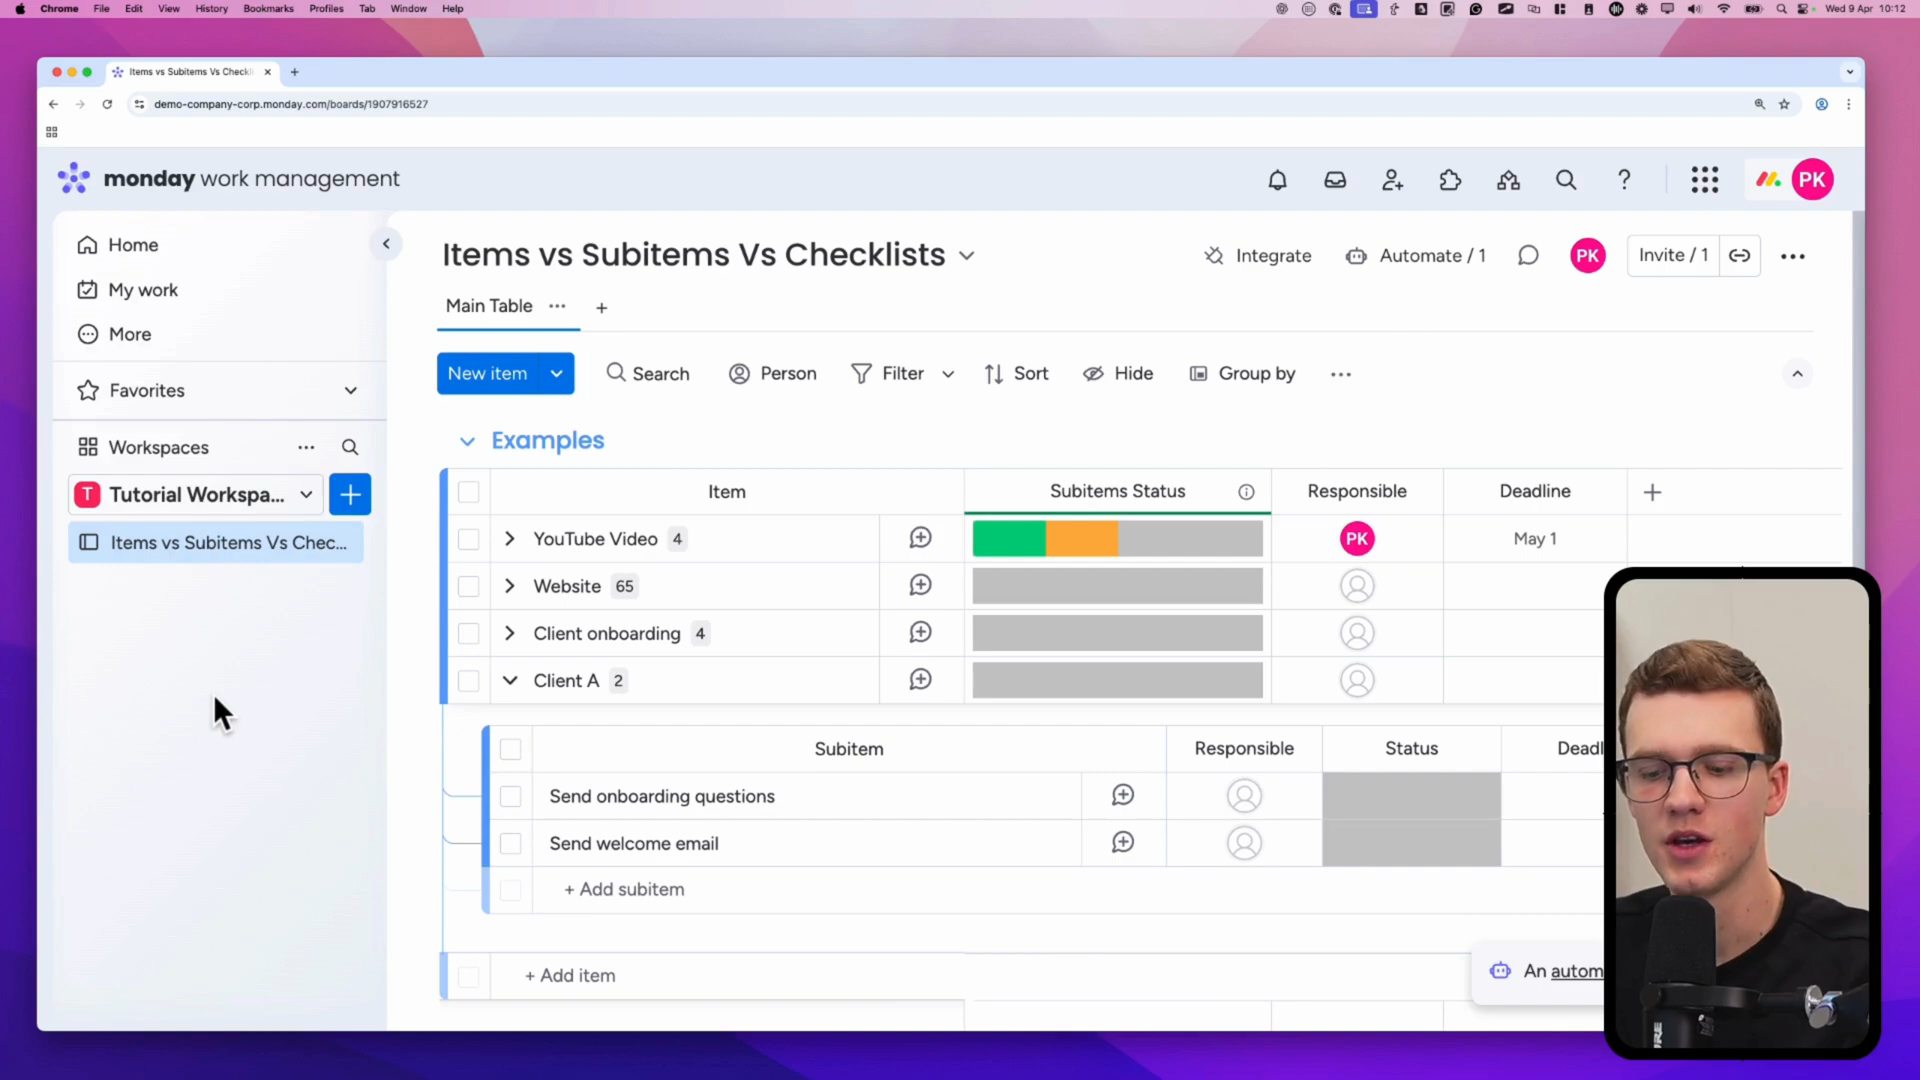 Chrome File Edit View History Bookmarks Profiles Tab Window Help
Wed 9 Apr 10:12
Items vs Subitems Vs Checkli
demo-company-corp.monday.com/boards/1907916527
monday work management
PK
Home
My work
More
Favorites
Workspaces
T Tutorial Workspa...
Items vs Subitems Vs Chec...
Items vs Subitems Vs Checklists
Integrate
Automate / 1
PK
Invite / 1
Main Table
New item
Search
Person
Filter
Sort
Hide
Group by
Examples
Item
Subitems Status
Responsible
Deadline
YouTube Video 4
PK
May 1
Website 65
Client onboarding 4
Client A 2
Subitem
Responsible
Status
Deadl
Send onboarding questions
Send welcome email
+ Add subitem
+ Add item
An autom